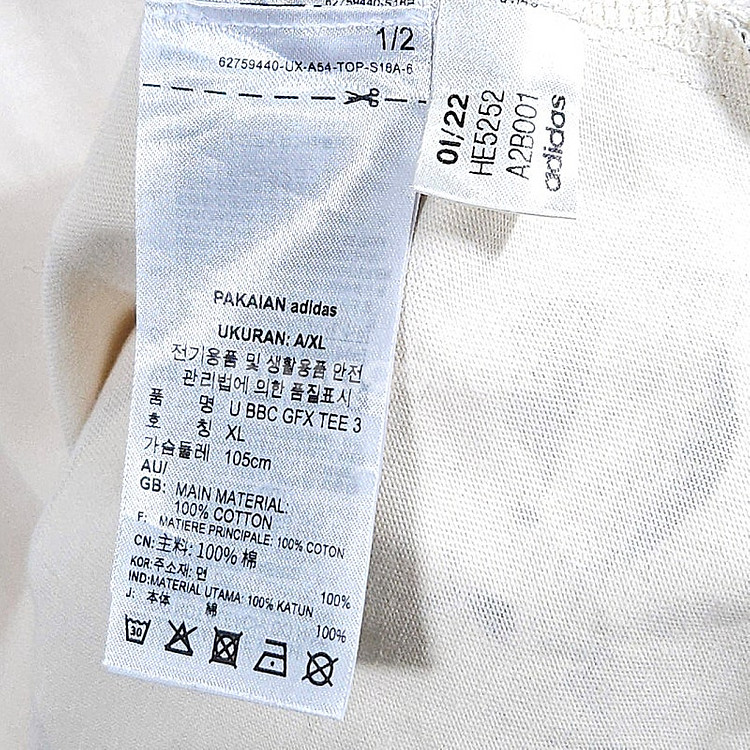 1/2
62759440-UX-A54-TOP-S18A-6
01/22
HE5252
A2B001
adidas
PAKAIAN adidas
UKURAN: A/XL
전기용품 및 생활용품 안전
관리법에 의한 품질표시
품 명 U BBC GFX TEE 3
호 칭 XL
가슴둘레 105cm
AU/
GB: MAIN MATERIAL:
100% COTTON
F: MATIERE PRINCIPALE: 100% COTON
CN: 主料: 100% 棉
KOR: 주소재: 면 100%
IND: MATERIAL UTAMA: 100% KATUN
J: 本体 綿 100%
30